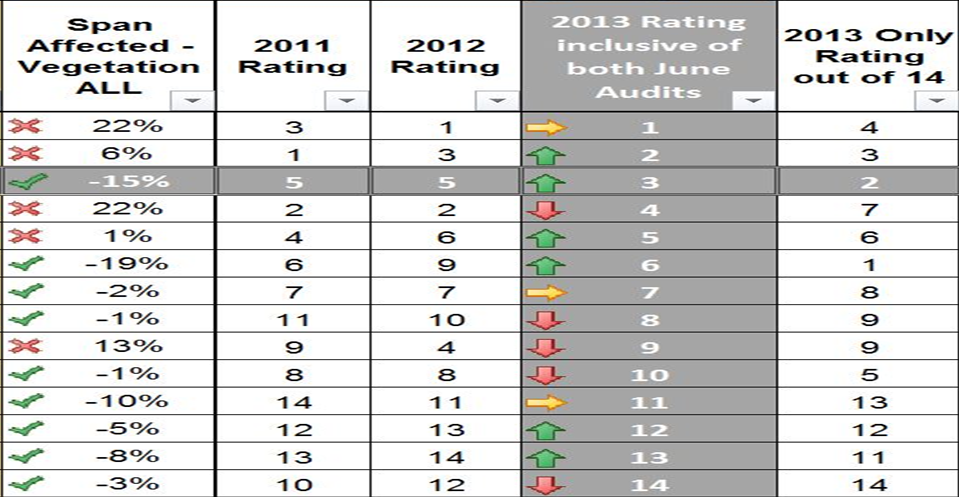 Span Affected - Vegetation ALL 2011 Rating 2012 Rating 2013 Rating inclusive of both June Audits 2013 Only Rating out of 14
22% 3 1 1 4
6% 1 3 2 3
-15% 5 5 3 2
22% 2 2 4 7
1% 4 6 5 6
-19% 6 9 6 1
-2% 7 7 7 8
-1% 11 10 8 9
13% 9 4 9 9
-1% 8 8 10 5
-10% 14 11 11 13
-5% 12 13 12 12
-8% 13 14 13 11
-3% 10 12 14 14